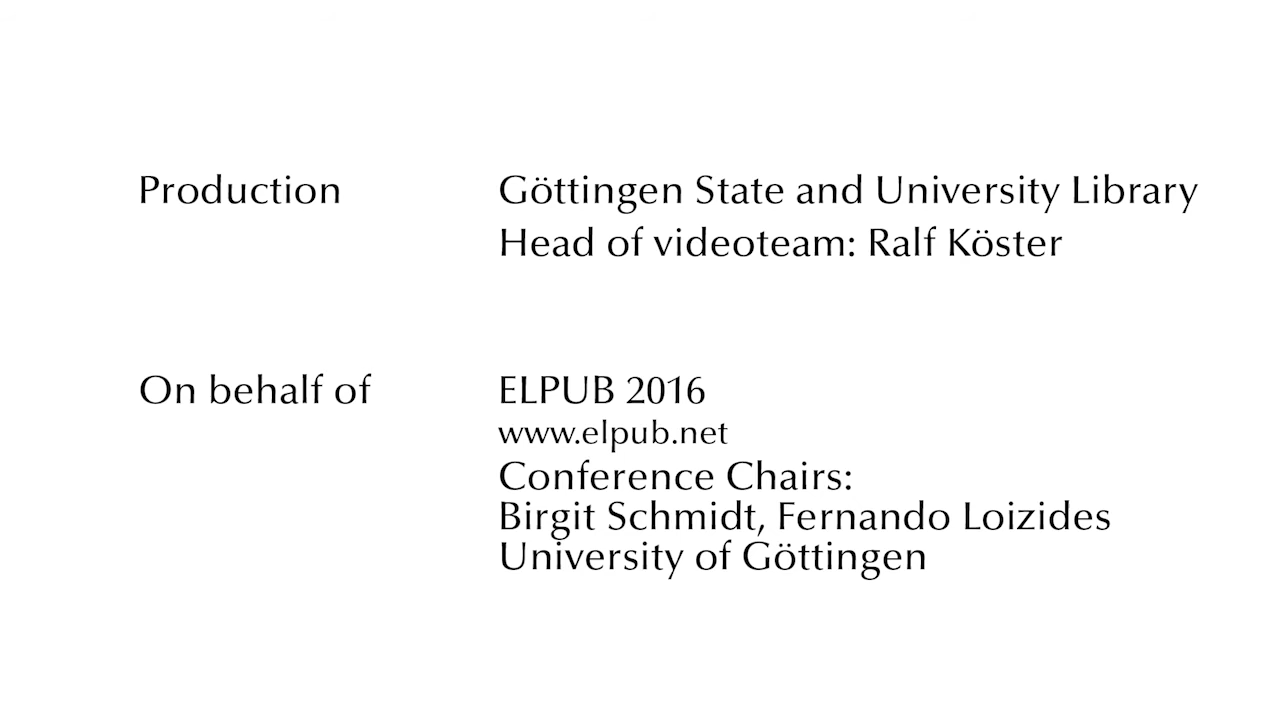 Production Göttingen State and University Library
Head of videoteam: Ralf Köster
On behalf of ELPUB 2016
www.elpub.net
Conference Chairs:
Birgit Schmidt, Fernando Loizides
University of Göttingen